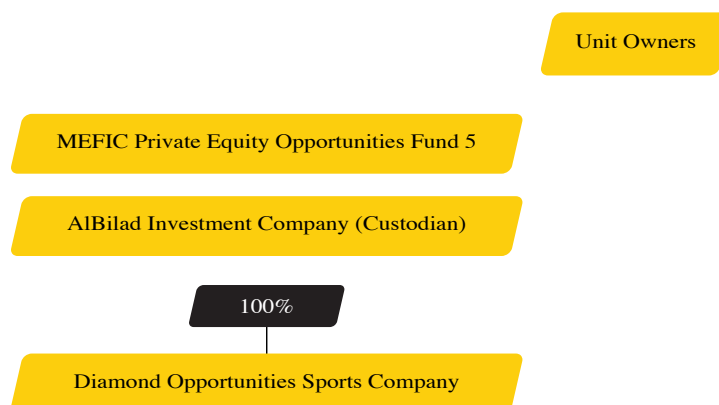 Unit Owners
MEFIC Private Equity Opportunities Fund 5
AlBilad Investment Company (Custodian)
100%
Diamond Opportunities Sports Company